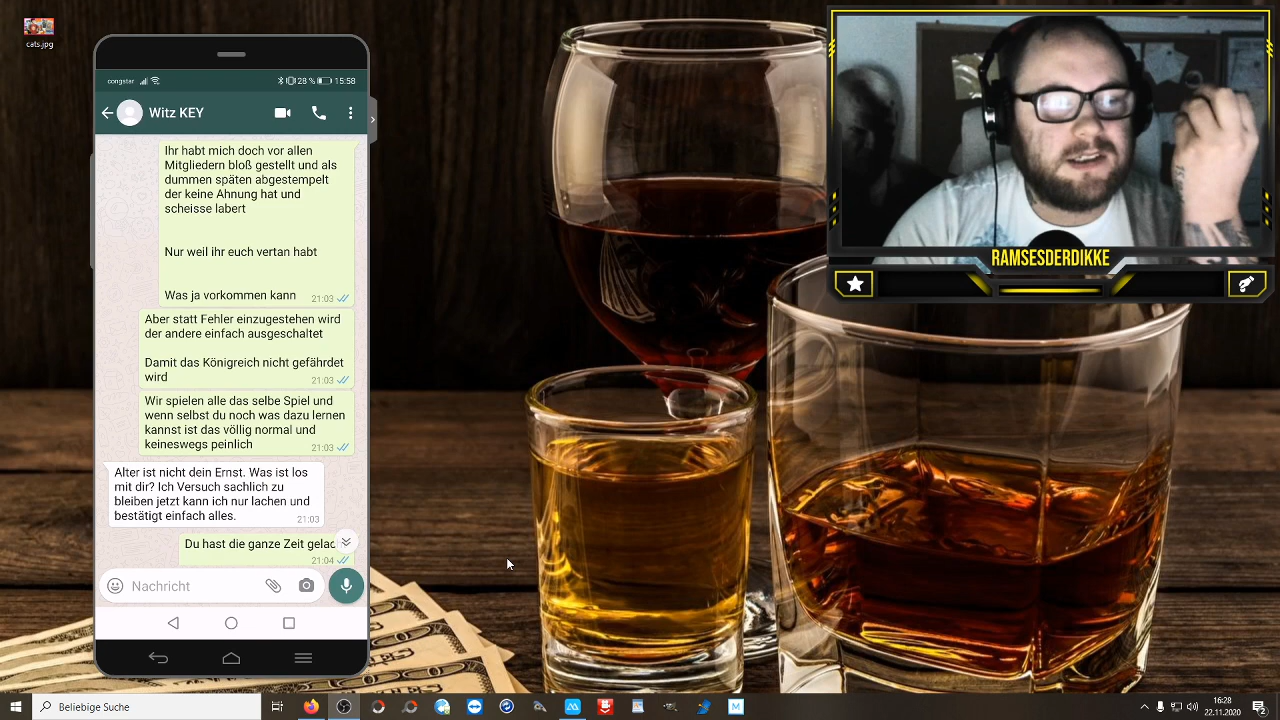 cats.jpg
congstar
28 %
15:58
Witz KEY
Ihr habt mich doch vor allen
Mitgliedern bloß gestellt und als
dummen späten abgestempelt
der keine Ahnung hat und
scheisse labert
Nur weil ihr euch vertan habt
Was ja vorkommen kann
21:03
Aber statt Fehler einzugestehen wird
der andere einfach ausgeschaltet
Damit das Königreich nicht gefährdet
wird
21:03
Wir spielen alle das selbe Spiel und
wenn selbst du noch was dazu lernen
kannst ist das völlig normal und
keineswegs peinlich
21:03
Alter ist nicht dein Ernst. Was ist los
mit dir? Ich Versuch sachlich zu
bleiben jetzt kann ich nur lachen und
bestätigt einfach alles.
21:03
Du hast die ganze Zeit gelac
21:04
Nachricht
RAMSESDERDIKKE
Beliebige Suche
16:28
22.11.2020
2